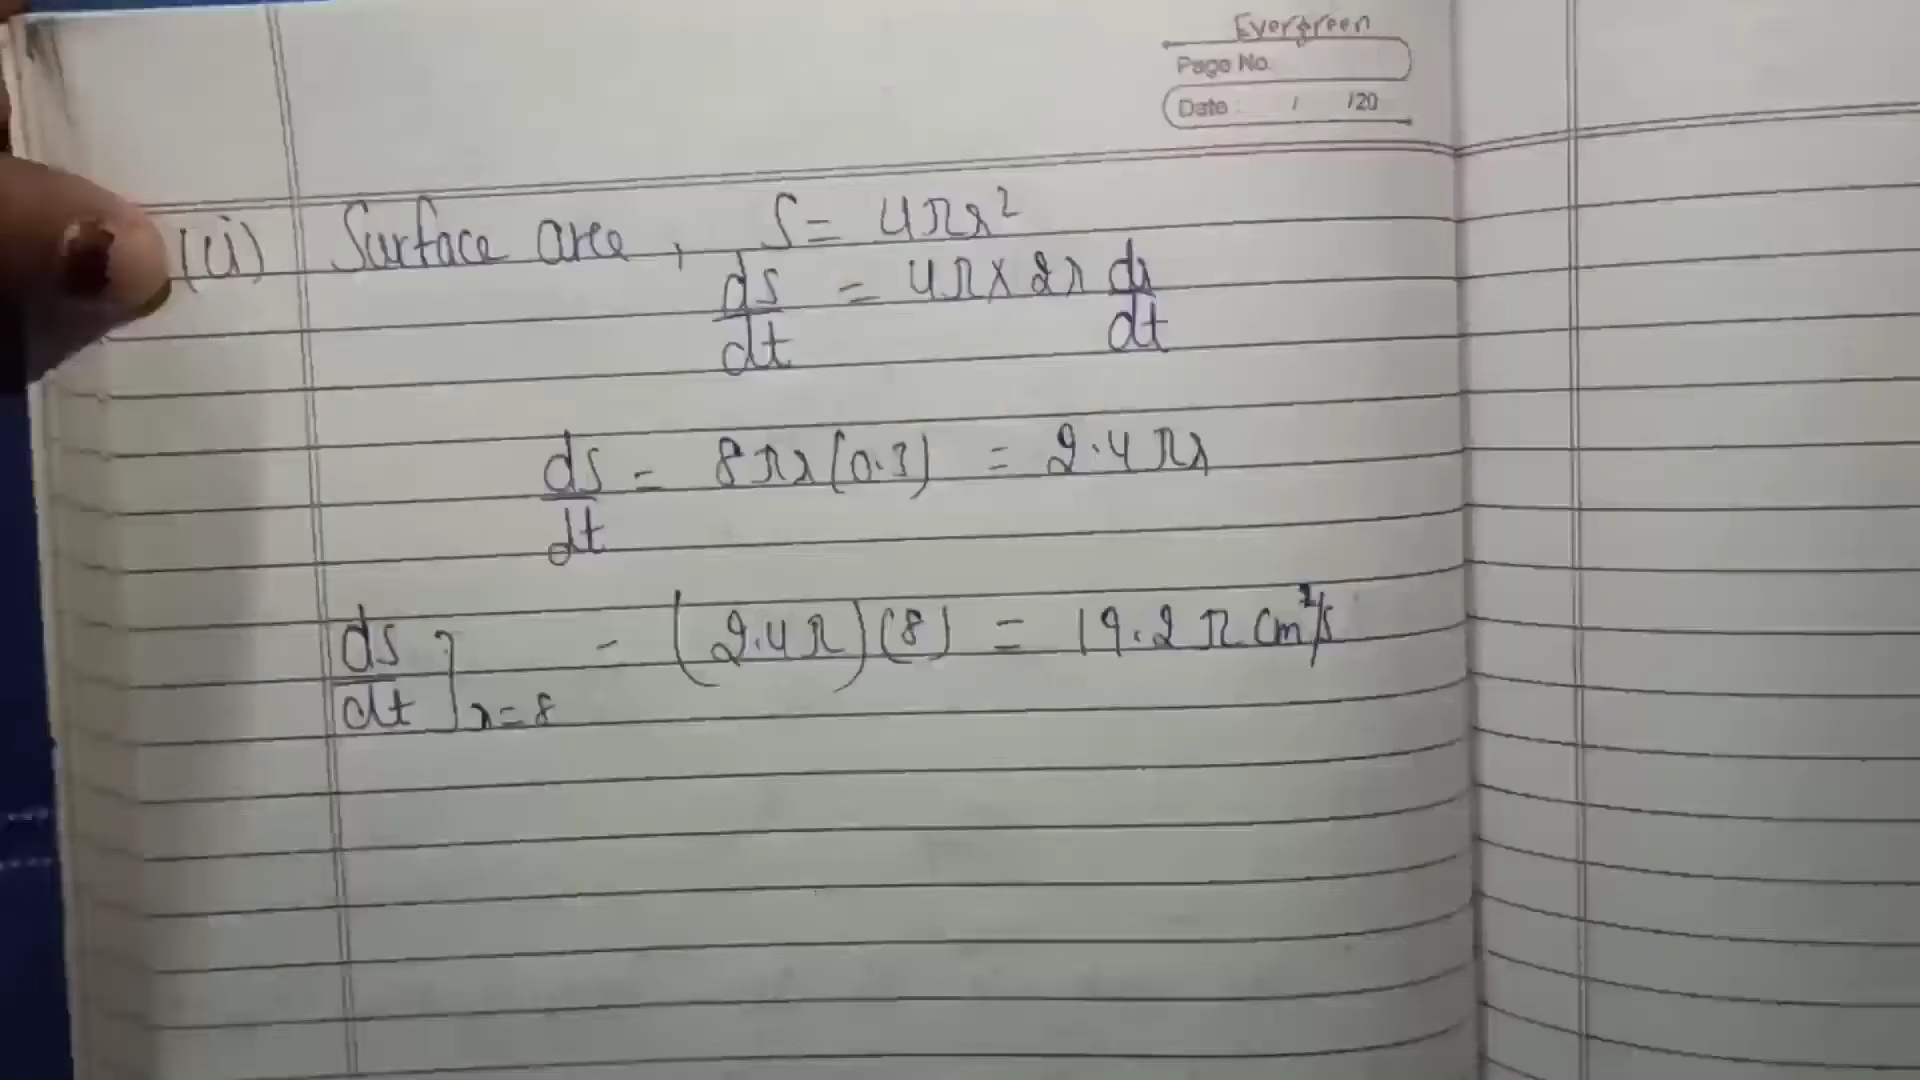 Evergreen
Page No.
Date : / /20
(ii) Surface area, S = 4πr²
ds/dt = 4π × 2r dr/dt
ds/dt = 8πr(0.3) = 2.4πr
ds/dt]r=8 = (2.4π)(8) = 19.2π cm²/s